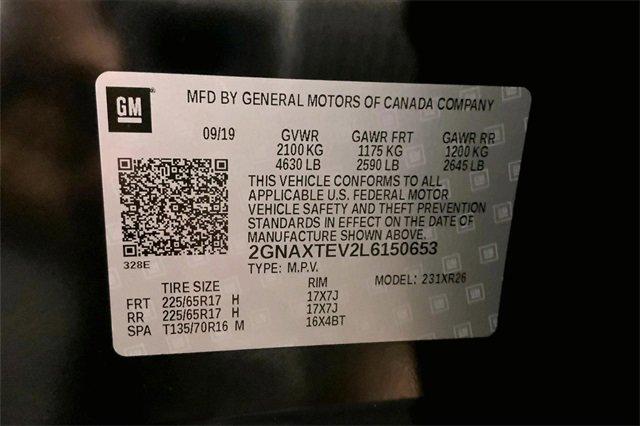 GM
MFD BY GENERAL MOTORS OF CANADA COMPANY
09/19 GVWR GAWR FRT GAWR RR
2100 KG 1175 KG 1200 KG
4630 LB 2590 LB 2645 LB
THIS VEHICLE CONFORMS TO ALL
APPLICABLE U.S. FEDERAL MOTOR
VEHICLE SAFETY AND THEFT PREVENTION
STANDARDS IN EFFECT ON THE DATE OF
MANUFACTURE SHOWN ABOVE.
2GNAXTEV2L6150653
328E
TYPE: M.P.V. MODEL: 231XR26
TIRE SIZE RIM
FRT 225/65R17 H 17X7J
RR 225/65R17 H 17X7J
SPA T135/70R16 M 16X4BT